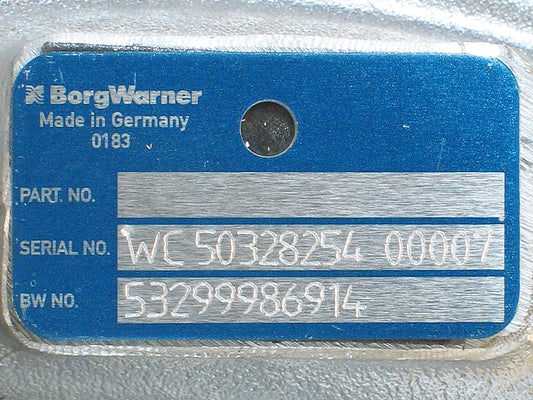 BorgWarner
Made in Germany
0183
PART. NO.
SERIAL NO. WC 50328254 00007
BW NO. 53299986914